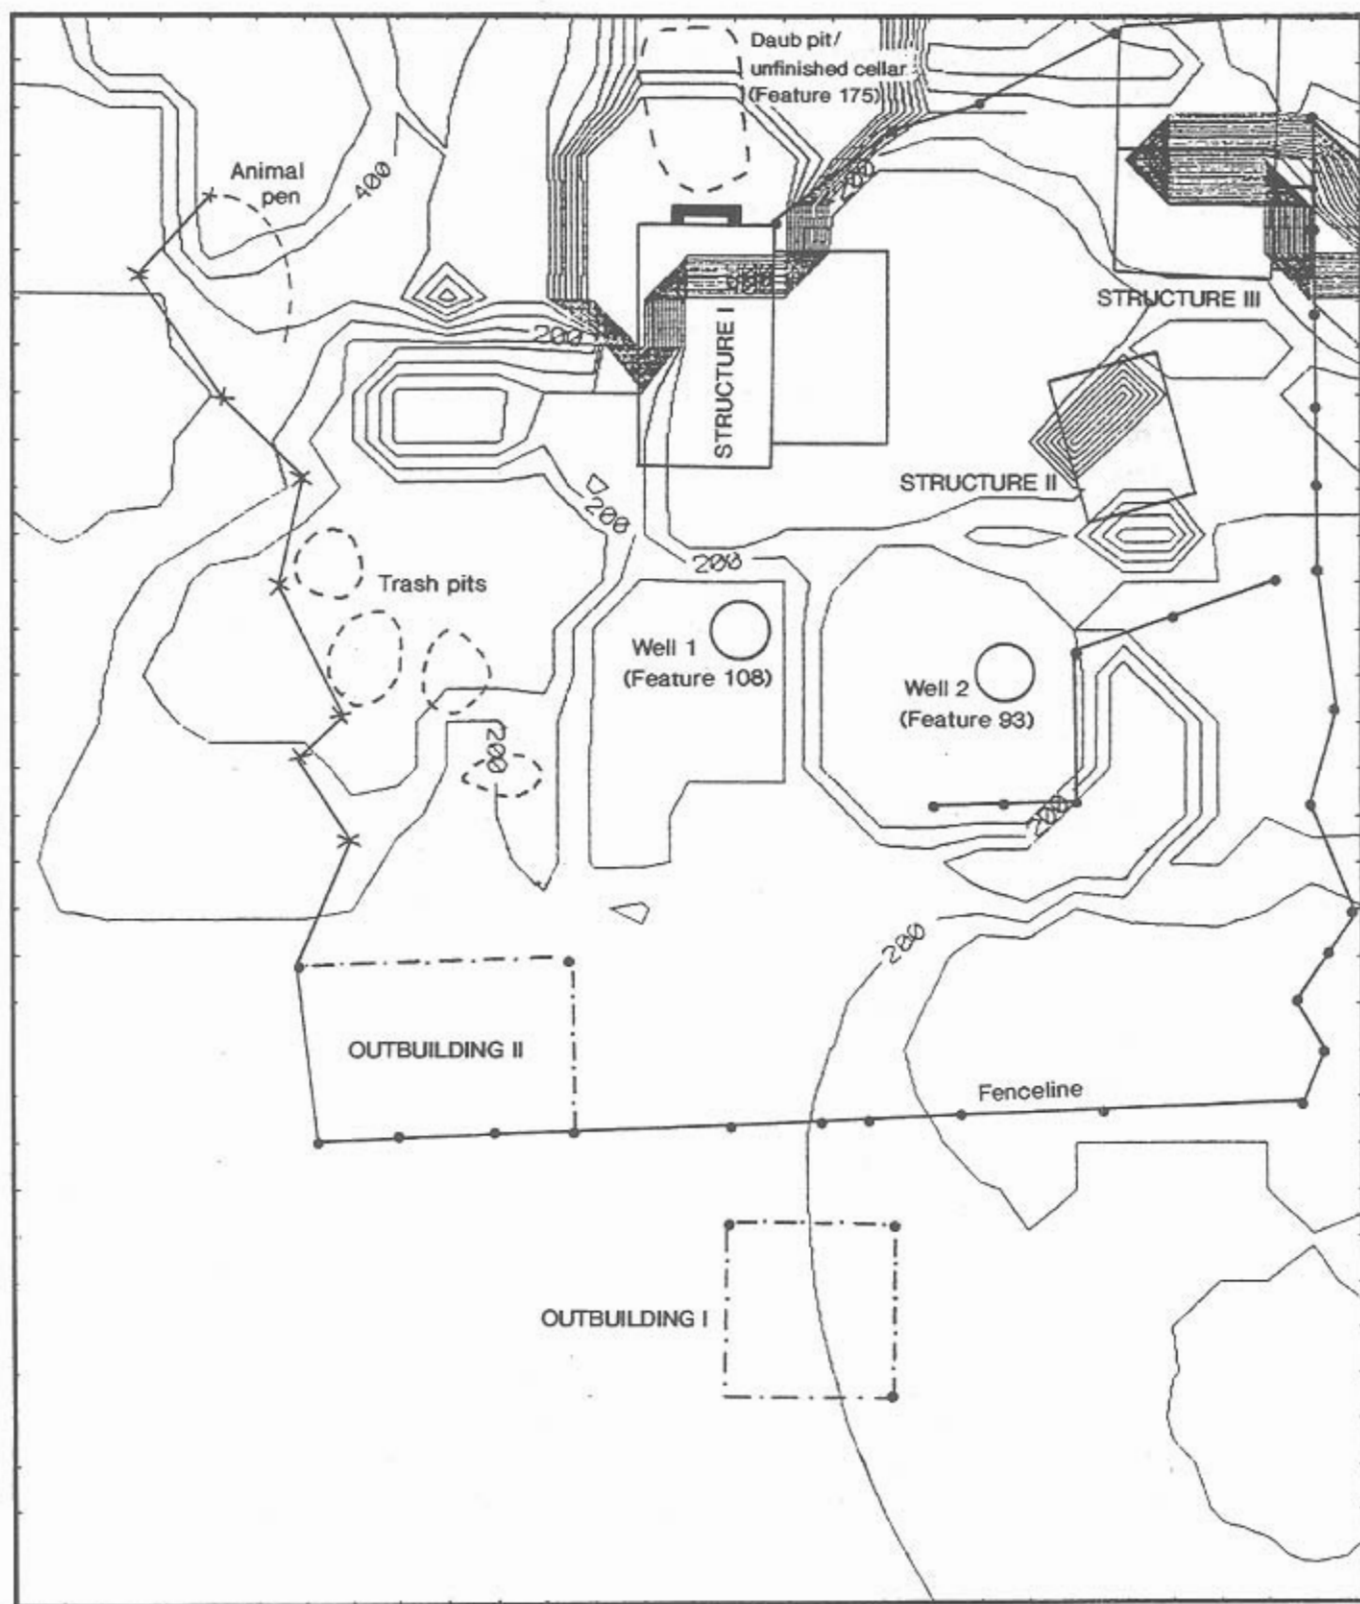 Daub pit/
unfinished cellar
(Feature 175)
Animal
pen
400
200
400
STRUCTURE III
200
STRUCTURE I
STRUCTURE II
200
200
Trash pits
Well 1
(Feature 108)
Well 2
(Feature 93)
200
200
200
OUTBUILDING II
Fenceline
OUTBUILDING I